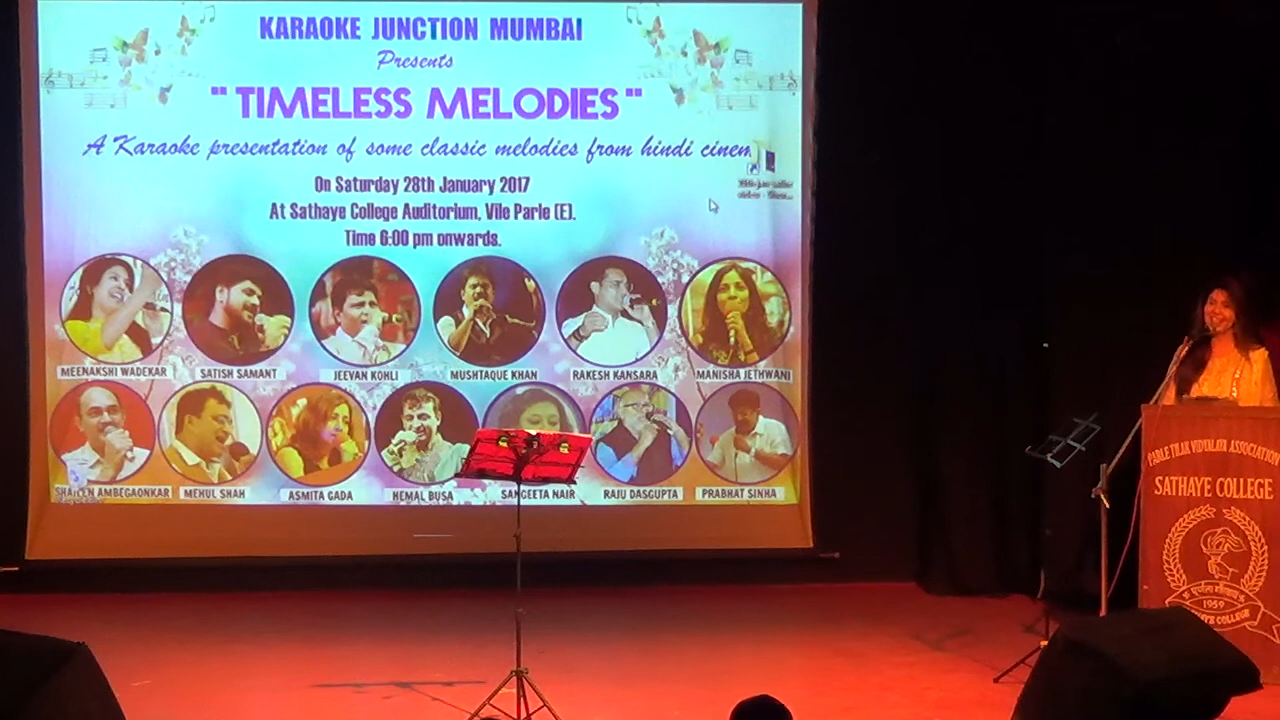 KARAOKE JUNCTION MUMBAI
Presents
"TIMELESS MELODIES"
A Karaoke presentation of some classic melodies from hindi cinem
On Saturday 28th January 2017
At Sathaye College Auditorium, Vile Parle (E).
Time 6:00 pm onwards.
MEENAKSHI WADEKAR SATISH SAMANT JEEVAN KOHLI MUSHTAQUE KHAN RAKESH KANSARA MANISHA JETHWANI
SHAILEN AMBEGAONKAR MEHUL SHAH ASMITA GADA HEMAL BUSA SANGEETA NAIR RAJU DASGUPTA PRABHAT SINHA
PARLE TILAK VIDYALAYA ASSOCIATION
SATHAYE COLLEGE
1959
THAYE COLLEGE